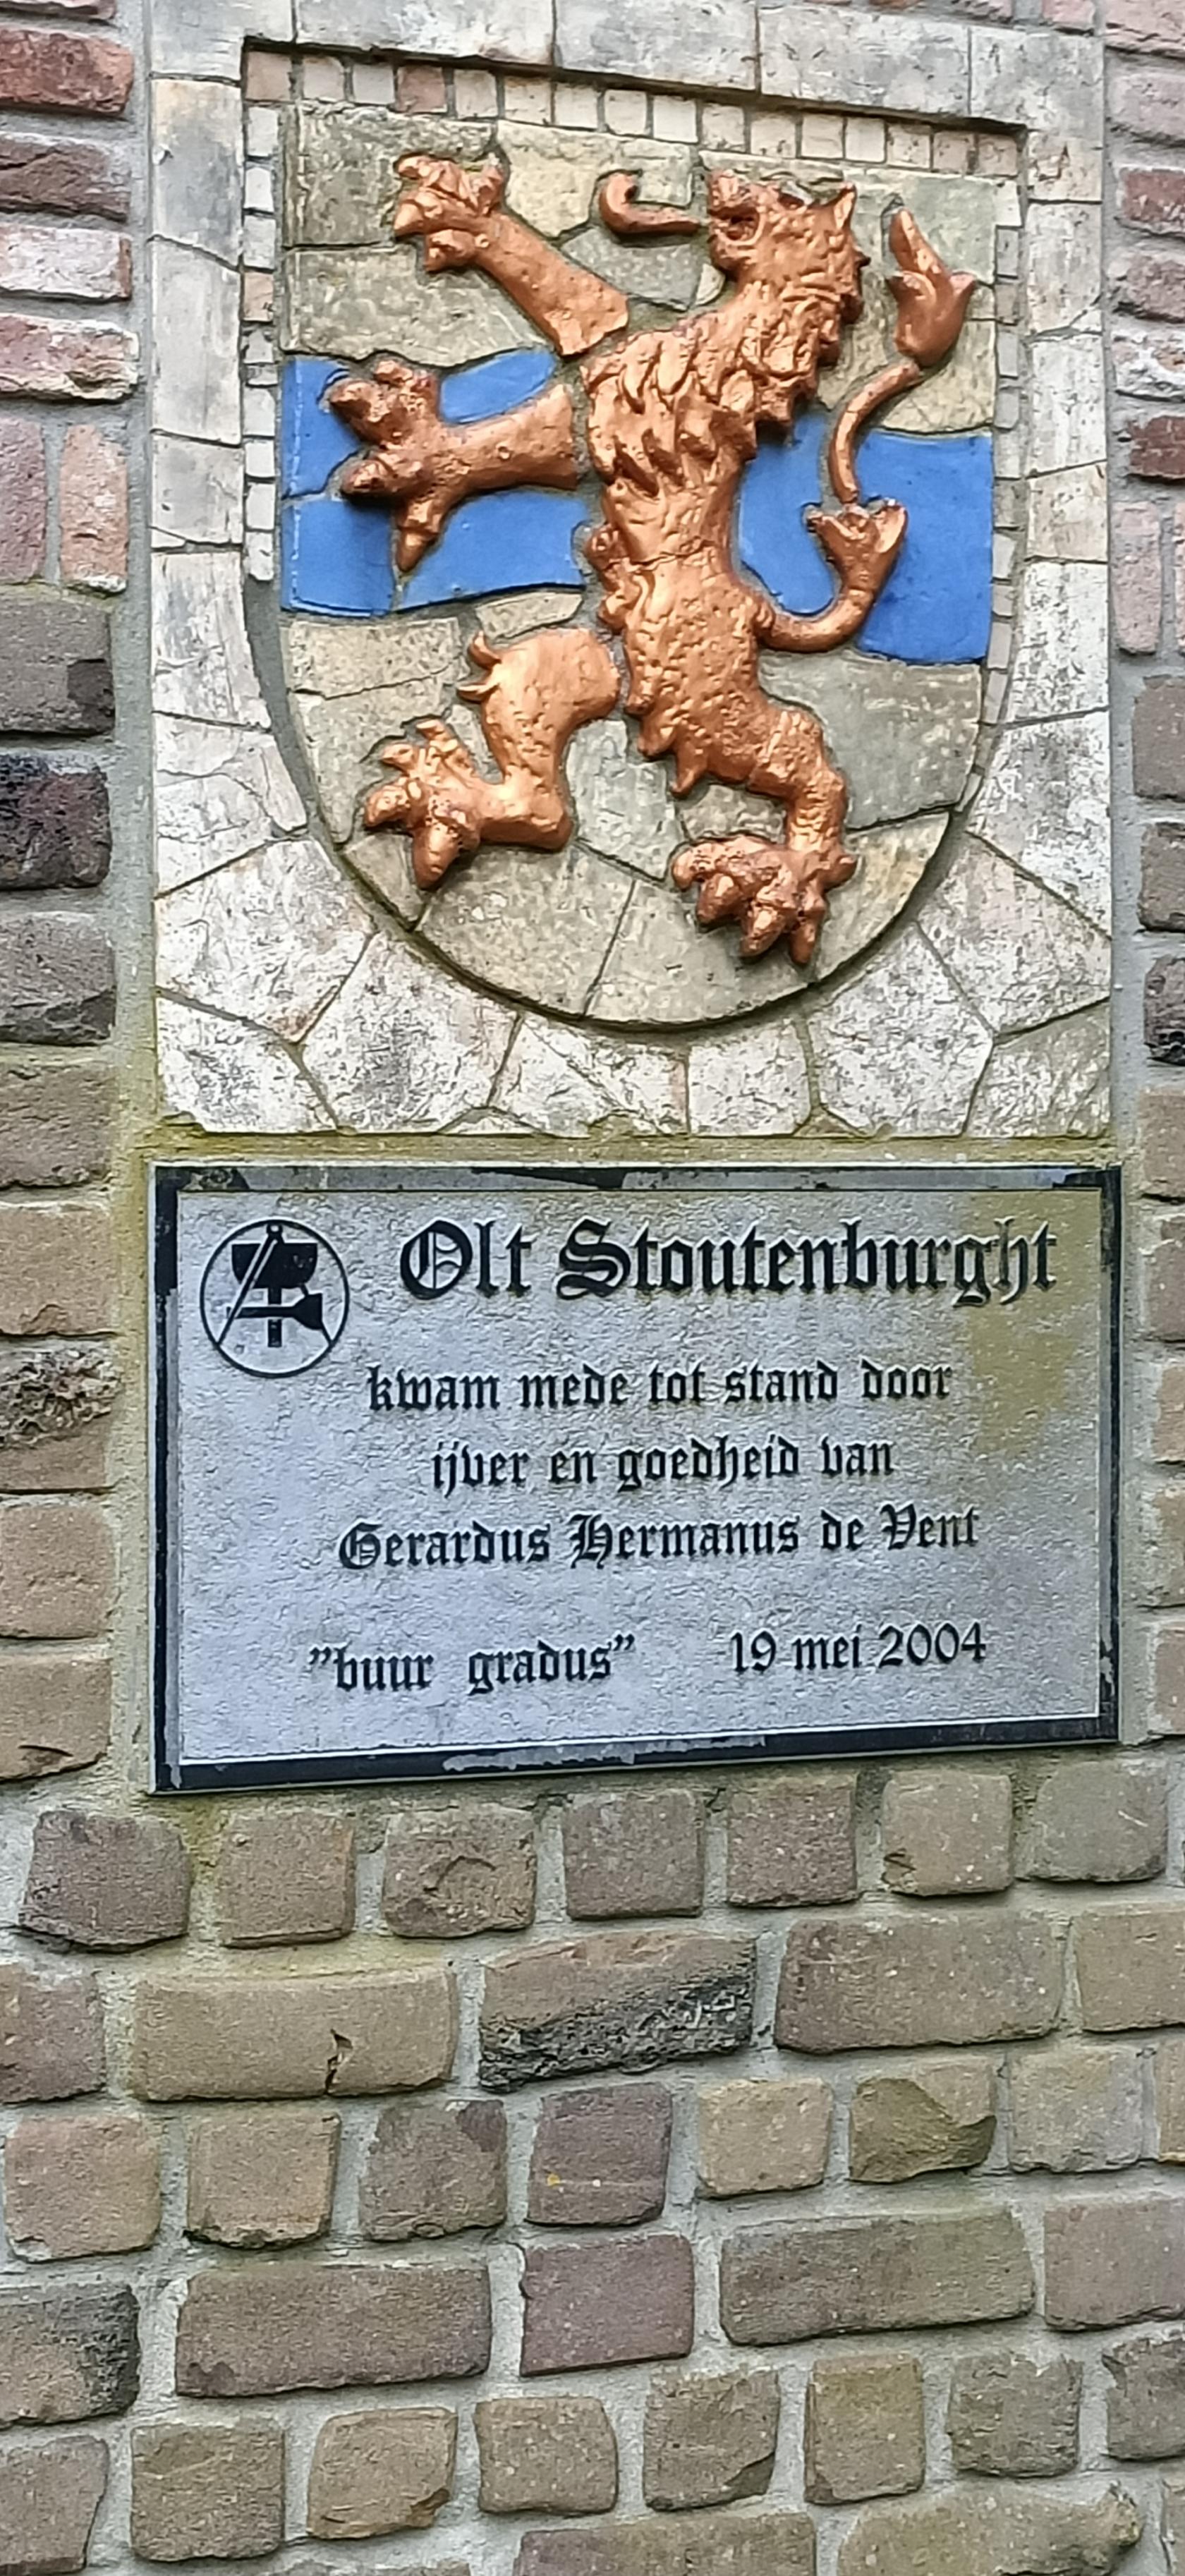 Olt Stoutenburght
kwam mede tot stand door
ijver en goedheid van
Gerardus Hermanus de Vent
"buur gradus" 19 mei 2004